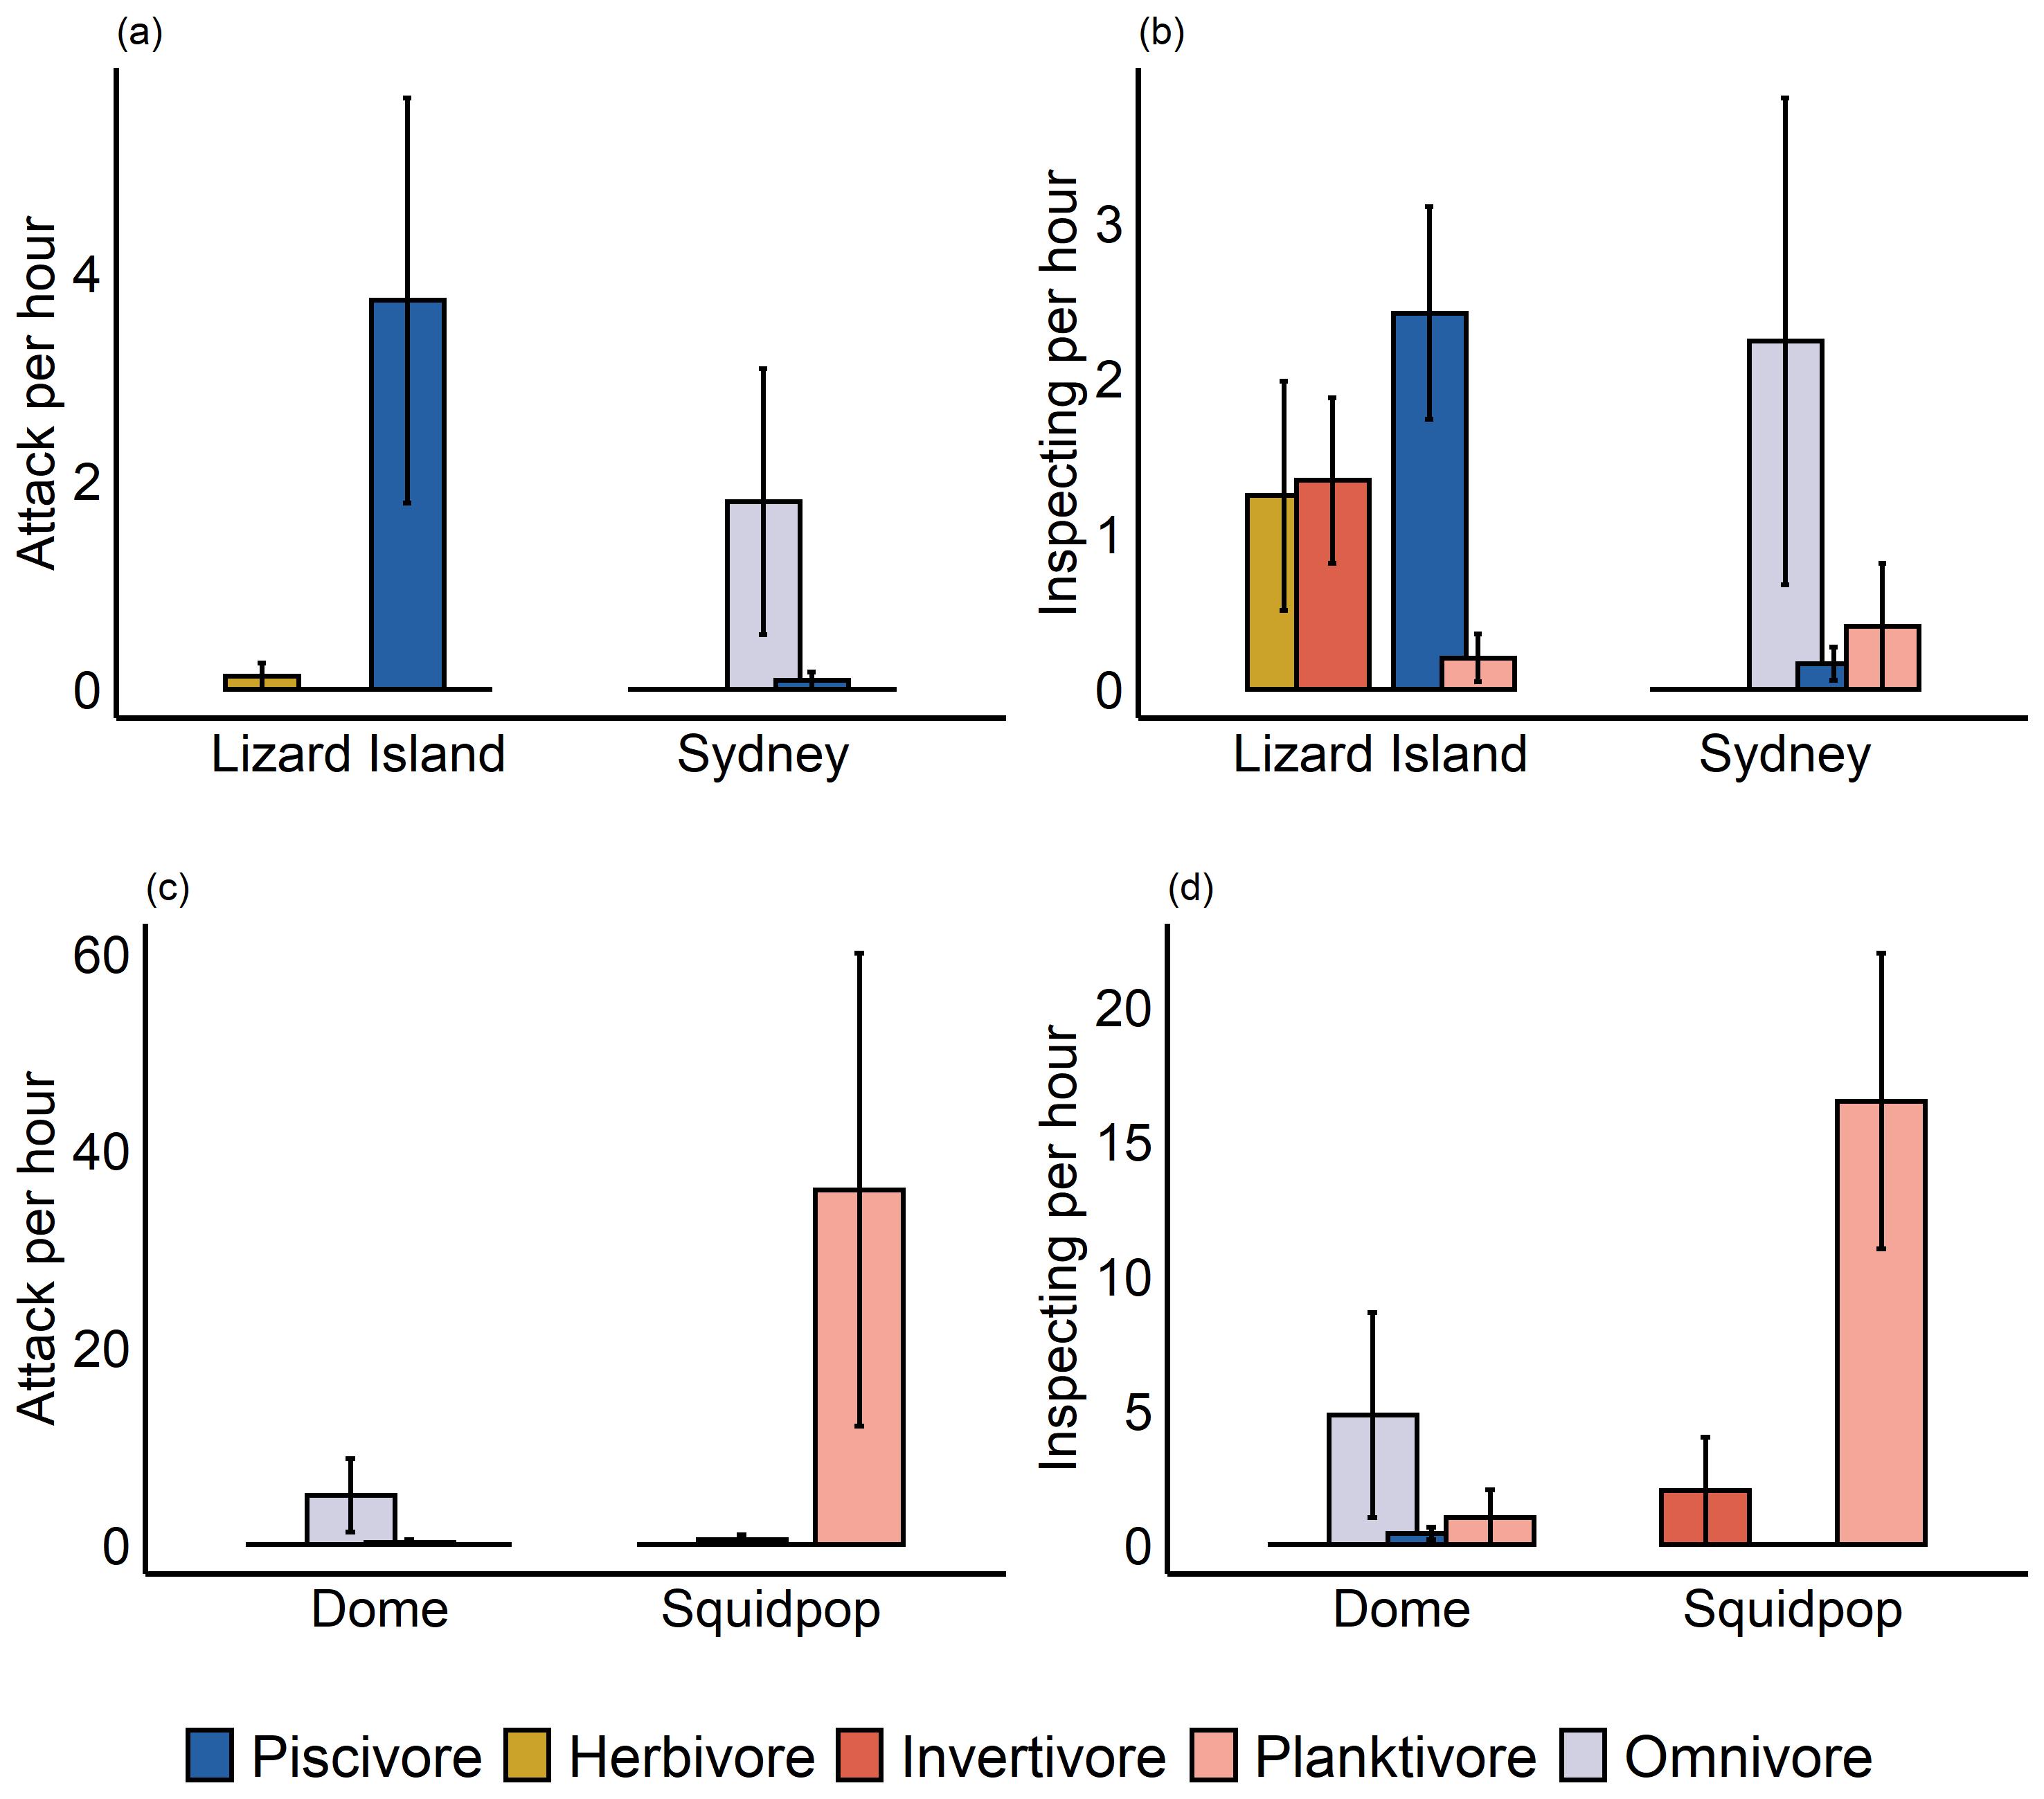 (a)
Attack per hour
4
2
0
Lizard Island
Sydney
(b)
Inspecting per hour
3
2
1
0
Lizard Island
Sydney
(c)
Attack per hour
60
40
20
0
Dome
Squidpop
(d)
Inspecting per hour
20
15
10
5
0
Dome
Squidpop
Piscivore Herbivore Invertivore Planktivore Omnivore